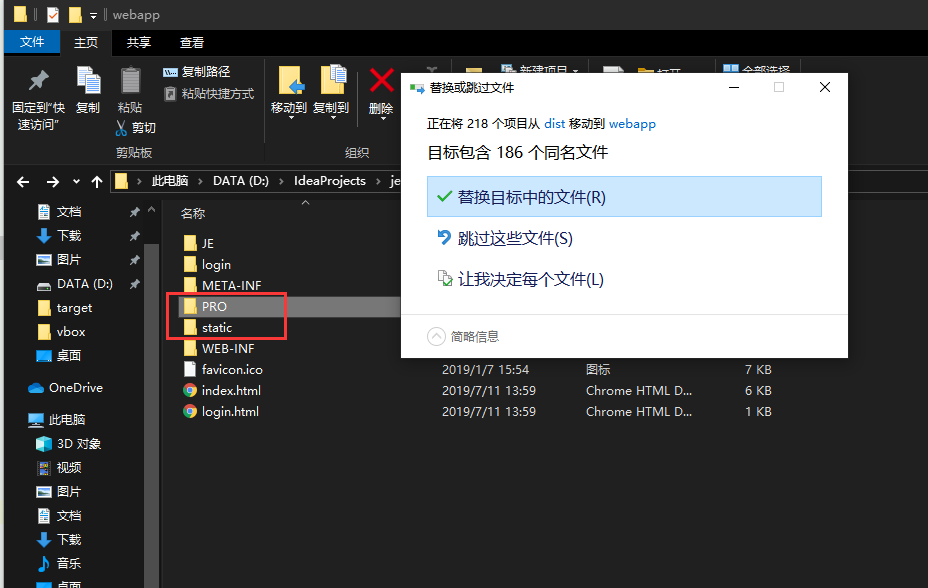 webapp
文件
主页
共享
查看
固定到"快
速访问"
复制
粘贴
复制路径
粘贴快捷方式
剪切
剪贴板
移动到
复制到
删除
组织
新建项目
打开
全部选择
此电脑
DATA (D:)
IdeaProjects
je
替换或跳过文件
正在将 218 个项目从 dist 移动到 webapp
目标包含 186 个同名文件
替换目标中的文件(R)
跳过这些文件(S)
让我决定每个文件(L)
简略信息
文档
下载
图片
DATA (D:)
target
vbox
桌面
OneDrive
此电脑
3D 对象
视频
图片
文档
下载
音乐
桌面
名称
JE
login
META-INF
PRO
static
WEB-INF
favicon.ico 2019/1/7 15:54 图标 7 KB
index.html 2019/7/11 13:59 Chrome HTML D... 6 KB
login.html 2019/7/11 13:59 Chrome HTML D... 1 KB